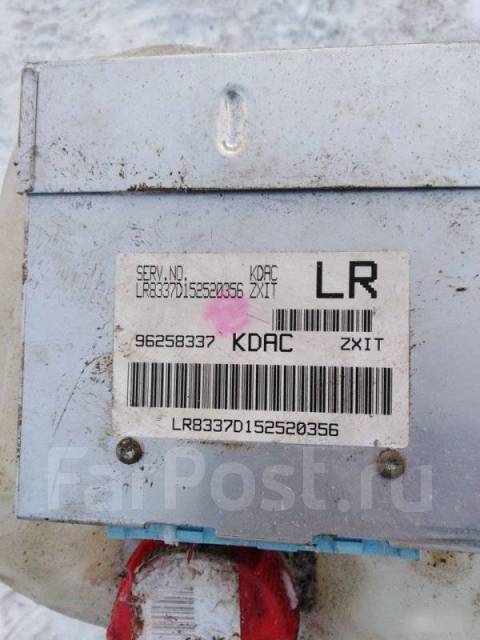 SERV.NO. KDAC LR
LR8337D152520356 ZXIT
96258337 KDAC ZXIT
LR8337D152520356
FarPost.ru